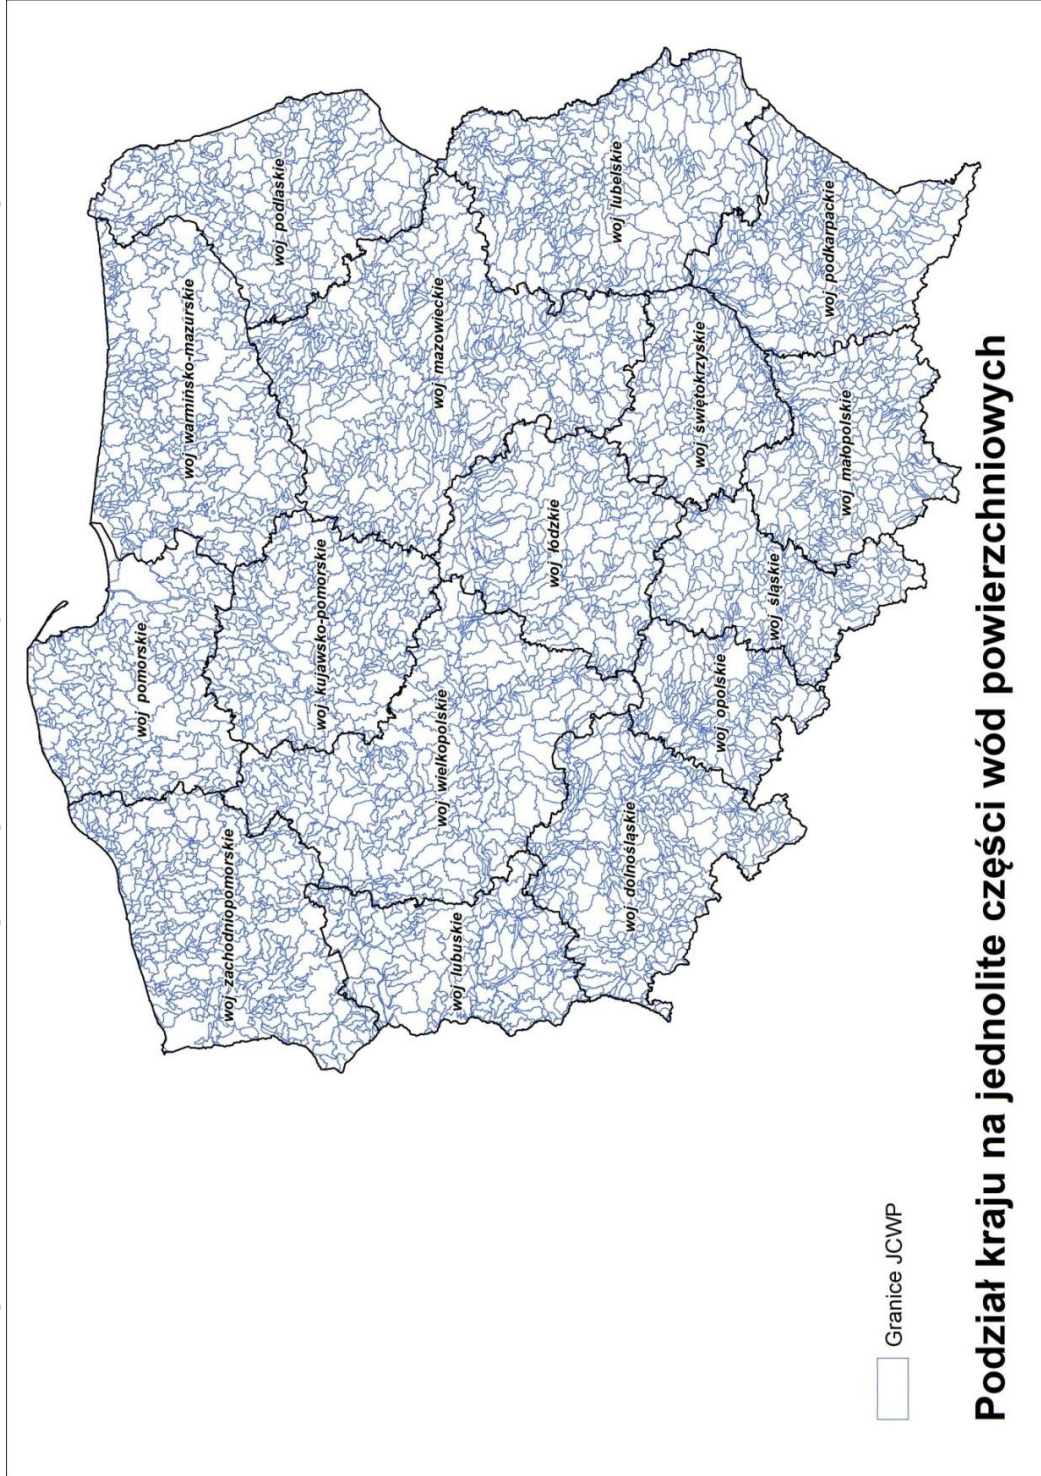 woj pomorskie
woj warmińsko-mazurskie
woj podlaskie
woj zachodniopomorskie
woj kujawsko-pomorskie
woj mazowieckie
woj wielkopolskie
woj lubuskie
woj łódzkie
woj lubelskie
woj dolnośląskie
woj opolskie
woj śląskie
woj świętokrzyskie
woj małopolskie
woj podkarpackie
Granice JCWP
Podział kraju na jednolite części wód powierzchniowych